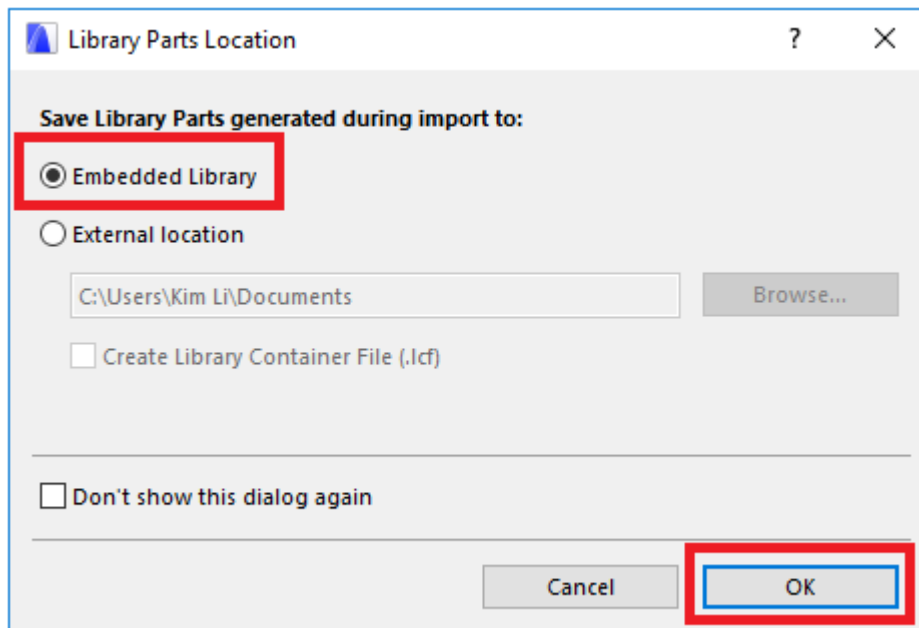 Library Parts Location
?
Save Library Parts generated during import to:
Embedded Library
External location
C:\Users\Kim Li\Documents
Browse...
Create Library Container File (.lcf)
Don't show this dialog again
Cancel
OK